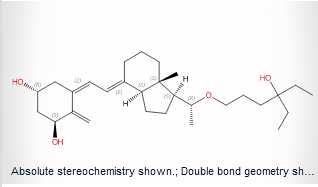 HO
(R)
(Z)
(E)
(S)
OH
H
(S)
(S)
(S)
H
(R)
O
HO
Absolute stereochemistry shown.; Double bond geometry sh...